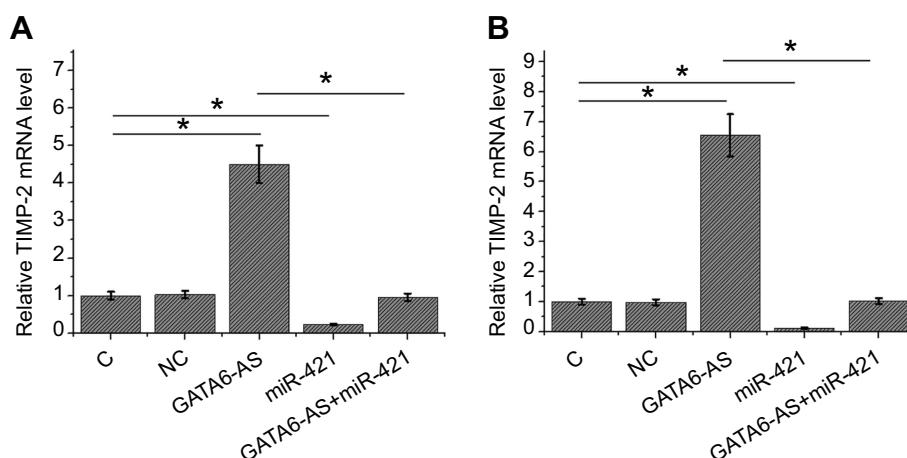 A
Relative TIMP-2 mRNA level
7
6
5
4
3
2
1
0
*
*
*
C
NC
GATA6-AS
miR-421
GATA6-AS+miR-421
B
Relative TIMP-2 mRNA level
9
8
7
6
5
4
3
2
1
0
*
*
*
C
NC
GATA6-AS
miR-421
GATA6-AS+miR-421